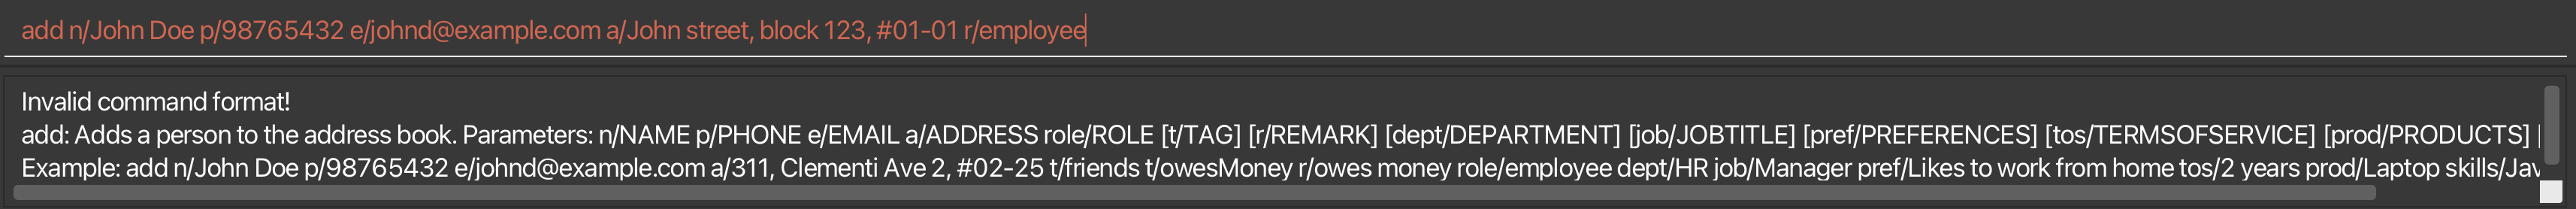 add n/John Doe p/98765432 e/johnd@example.com a/John street, block 123, #01-01 r/employee
Invalid command format!
add: Adds a person to the address book. Parameters: n/NAME p/PHONE e/EMAIL a/ADDRESS role/ROLE [t/TAG] [r/REMARK] [dept/DEPARTMENT] [job/JOBTITLE] [pref/PREFERENCES] [tos/TERMSOFSERVICE] [prod/PRODUCTS] [
Example: add n/John Doe p/98765432 e/johnd@example.com a/311, Clementi Ave 2, #02-25 t/friends t/owesMoney r/owes money role/employee dept/HR job/Manager pref/Likes to work from home tos/2 years prod/Laptop skills/Jav